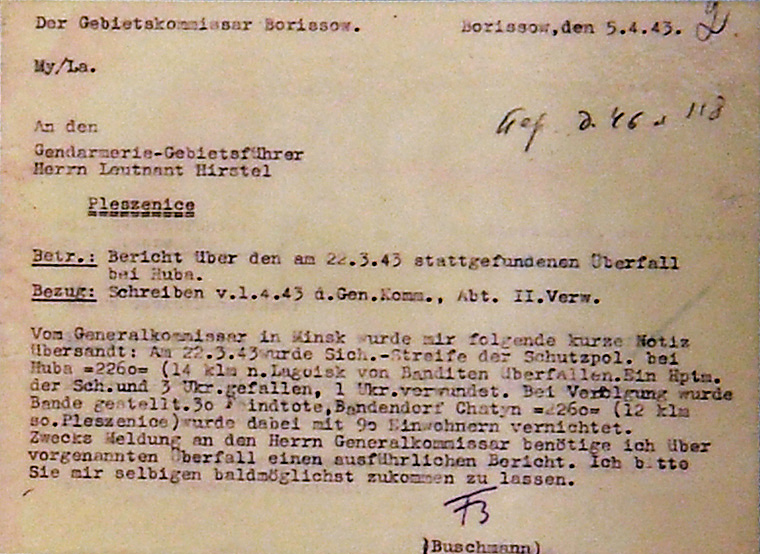 Der Gebietskommissar Borissow. Borissow,den 5.4.43.
My/La.
An den
Gendarmerie-Gebietsführer
Herrn Leutnant Hirstel
Pleszenice
Betr.: Bericht über den am 22.3.43 stattgefundenen Überfall
bei Huba.
Bezug: Schreiben v.1.4.43 d.Gen.Komm., Abt. II.Verw.
Vom Generalkommissar in Minsk wurde mir folgende kurze Notiz
übersandt: Am 22.3.43 wurde Sich.-Streife der Schutzpol. bei
Huba =226o= (14 klm n.Lagoisk von Banditen überfallen.Ein Hptm.
der Sch.und 3 Ukr.gefallen, 1 Ukr.verwundet. Bei Verfolgung wurde
Bande gestellt.3o Feindtote,Bandendorf Chatyn =226o= (12 klm
so.Pleszenice)wurde dabei mit 9o Einwohnern vernichtet.
Zwecks Meldung an den Herrn Generalkommissar benötige ich über
vorgenannten Überfall einen ausführlichen Bericht. Ich bitte
Sie mir selbigen baldmöglichst zukommen zu lassen.
(Buschmann)